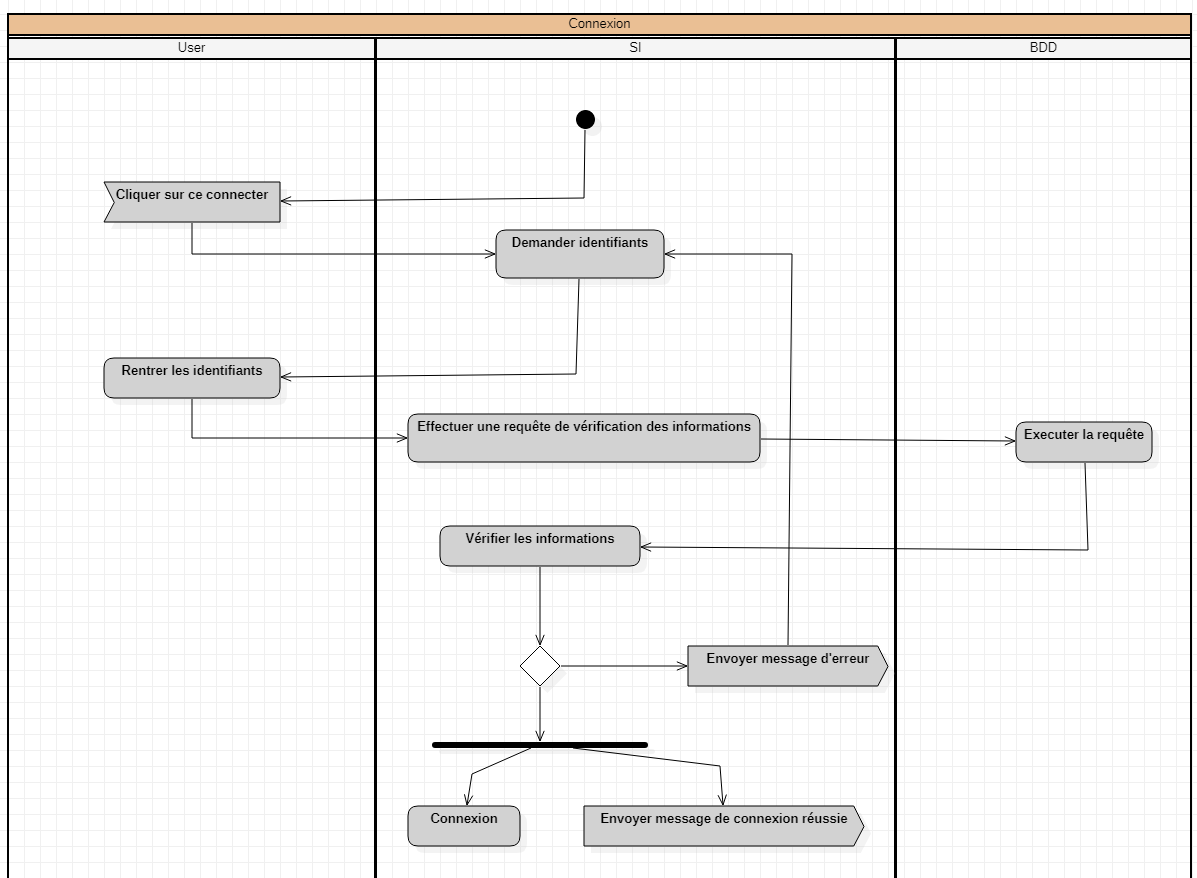 Connexion
User
SI
BDD
Cliquer sur ce connecter
Demander identifiants
Rentrer les identifiants
Effectuer une requête de vérification des informations
Executer la requête
Vérifier les informations
Envoyer message d'erreur
Connexion
Envoyer message de connexion réussie